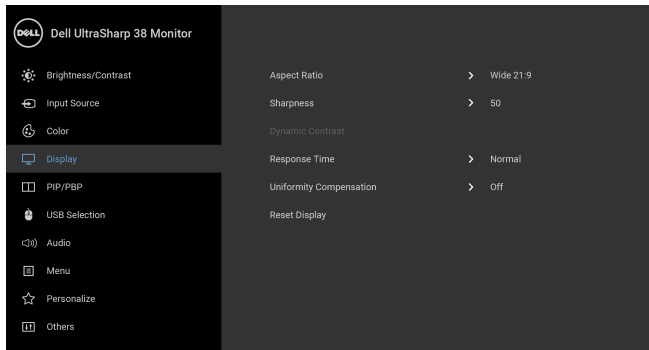 DELL Dell UltraSharp 38 Monitor
Brightness/Contrast
Input Source
Color
Display
PIP/PBP
USB Selection
Audio
Menu
Personalize
Others
Aspect Ratio > Wide 21:9
Sharpness > 50
Dynamic Contrast
Response Time > Normal
Uniformity Compensation > Off
Reset Display